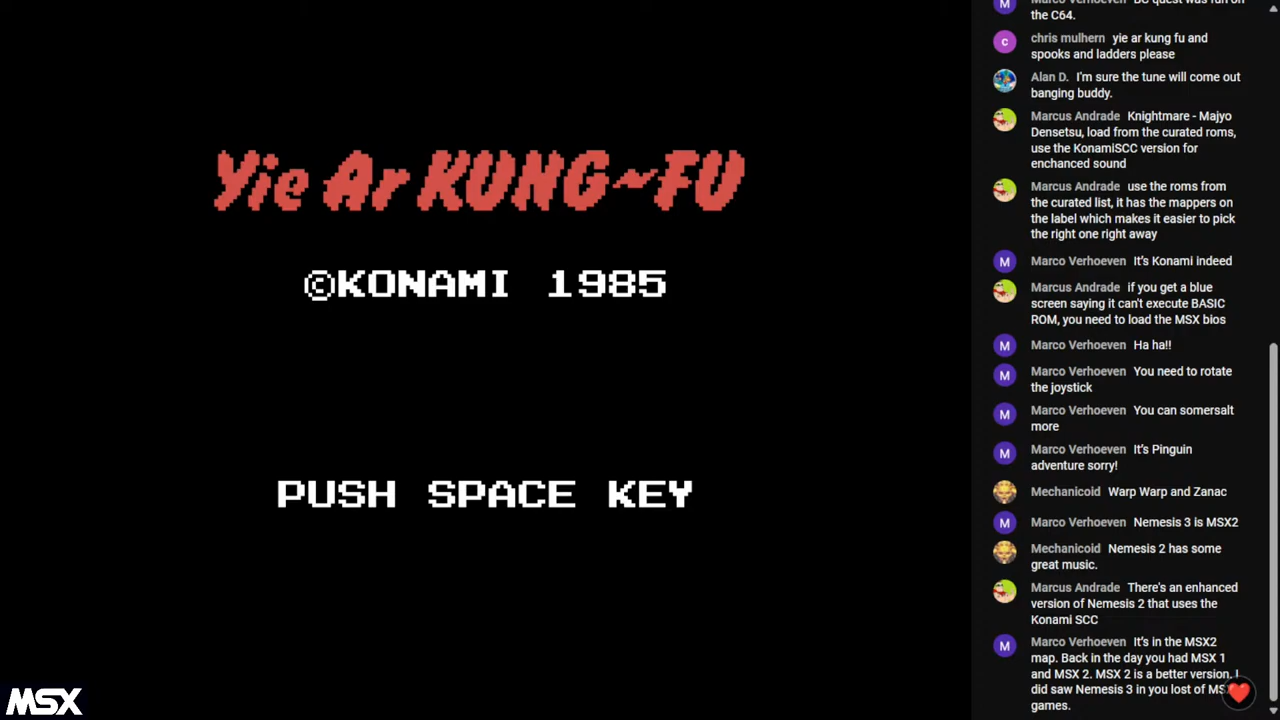 Yie Ar KUNG~FU
©KONAMI 1985
PUSH SPACE KEY
MSX
the C64.
chris mulhern yie ar kung fu and
spooks and ladders please
Alan D. I'm sure the tune will come out
banging buddy.
Marcus Andrade Knightmare - Majyo
Densetsu, load from the curated roms,
use the KonamiSCC version for
enchanced sound
Marcus Andrade use the roms from
the curated list, it has the mappers on
the label which makes it easier to pick
the right one right away
M Marco Verhoeven It's Konami indeed
Marcus Andrade if you get a blue
screen saying it can't execute BASIC
ROM, you need to load the MSX bios
M Marco Verhoeven Ha ha!!
M Marco Verhoeven You need to rotate
the joystick
M Marco Verhoeven You can somersalt
more
M Marco Verhoeven It's Pinguin
adventure sorry!
Mechanicoid Warp Warp and Zanac
M Marco Verhoeven Nemesis 3 is MSX2
Mechanicoid Nemesis 2 has some
great music.
Marcus Andrade There's an enhanced
version of Nemesis 2 that uses the
Konami SCC
M Marco Verhoeven It's in the MSX2
map. Back in the day you had MSX 1
and MSX 2. MSX 2 is a better version. I
did saw Nemesis 3 in you lost of
games.